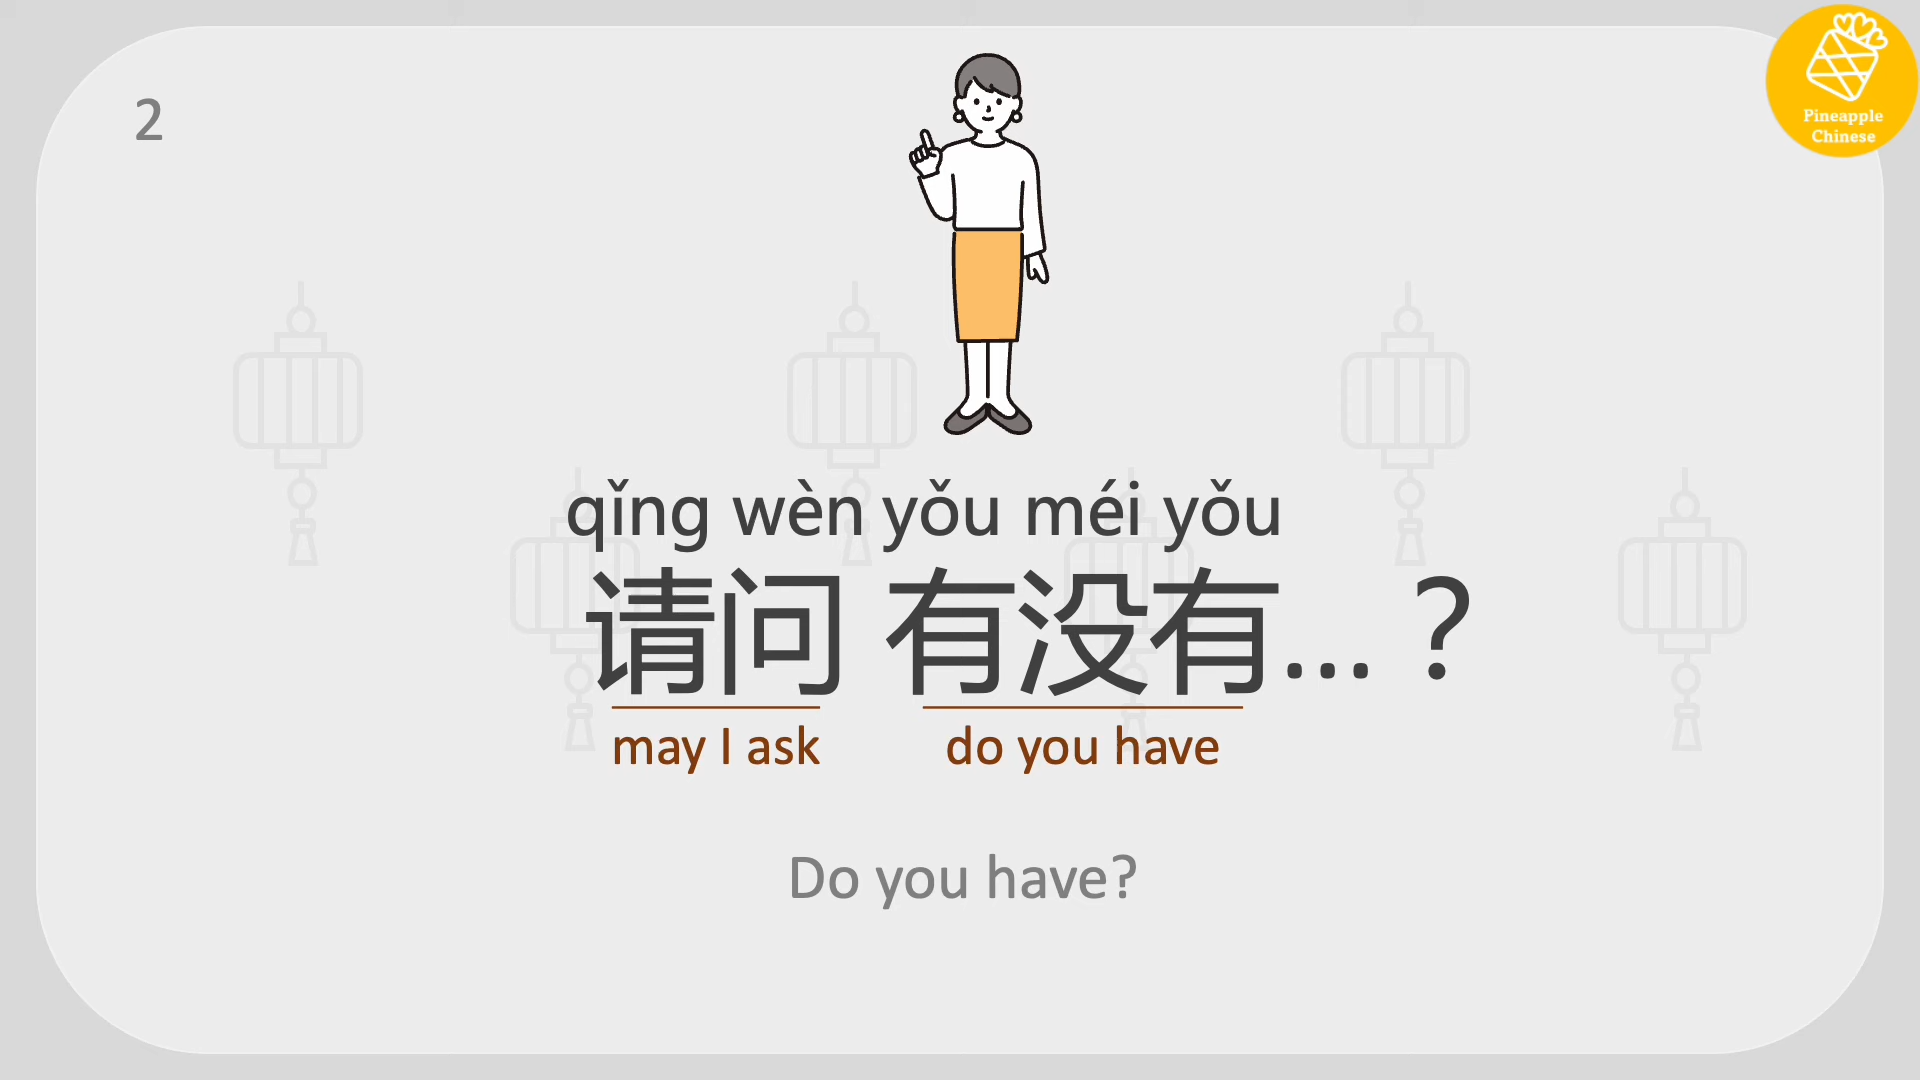 2
Pineapple
Chinese
qǐng wèn yǒu méi yǒu
请问 有没有...？
may I ask do you have
Do you have?